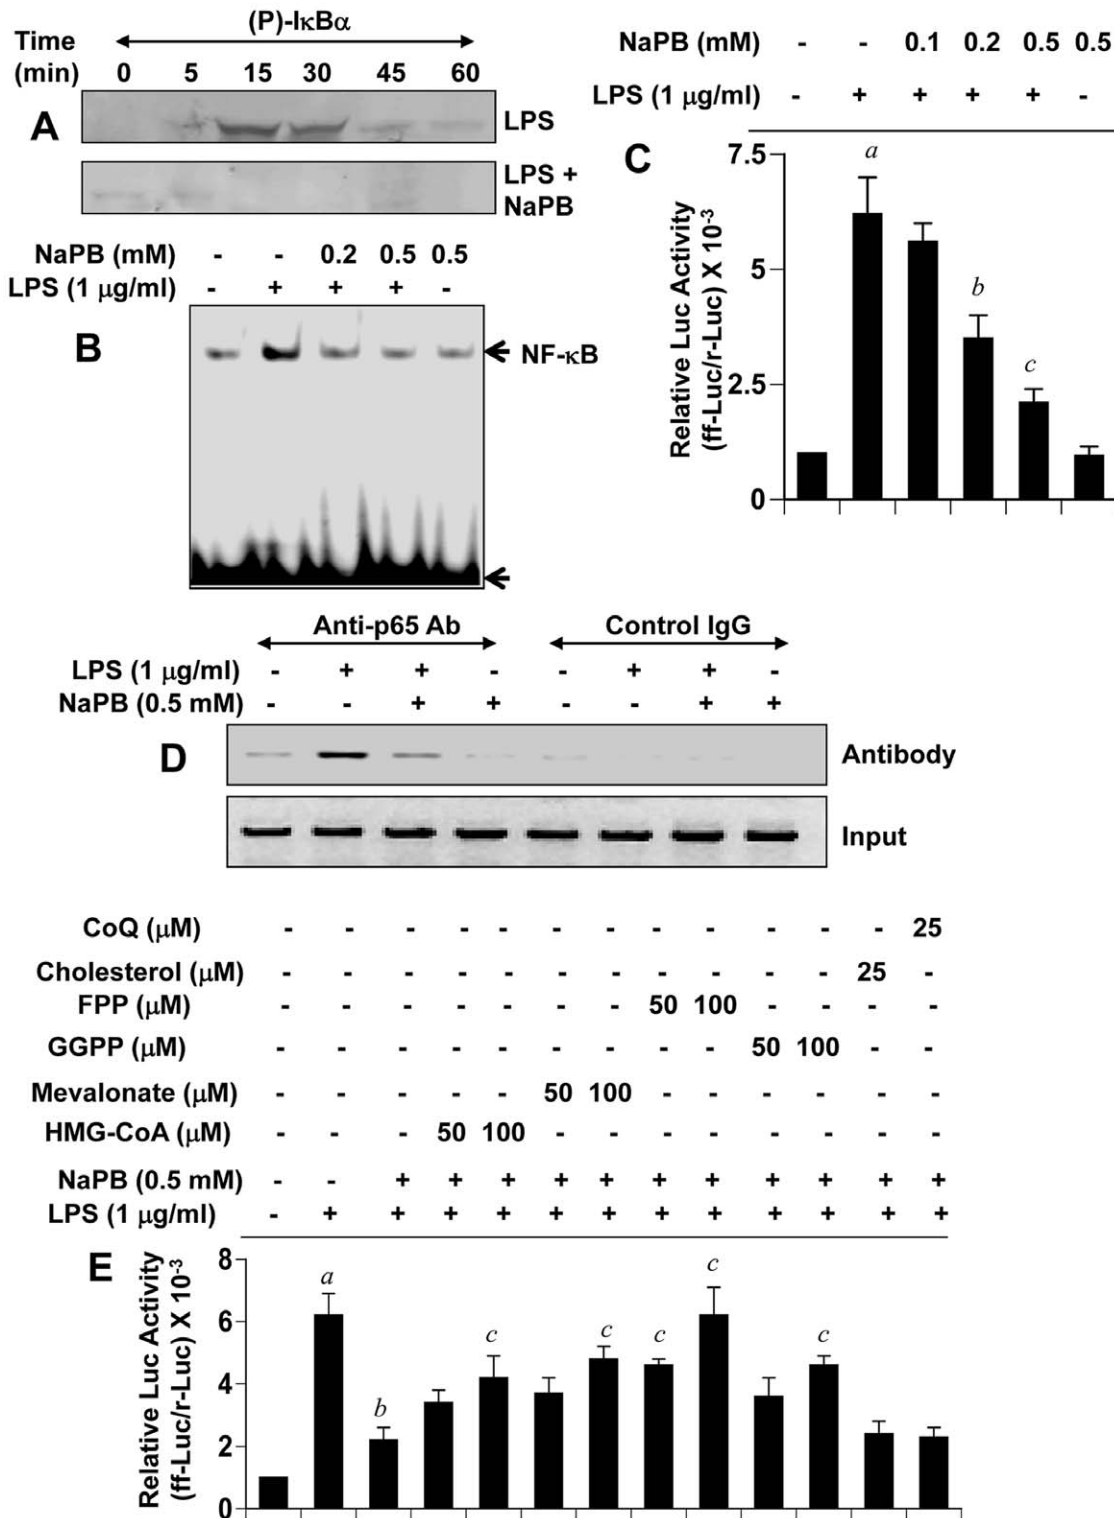 (P)-IκBα
Time
(min) 0 5 15 30 45 60
A
LPS
LPS +
NaPB
NaPB (mM) - - 0.2 0.5 0.5
LPS (1 μg/ml) - + + + -
B
NF-κB
NaPB (mM) - - 0.1 0.2 0.5 0.5
LPS (1 μg/ml) - + + + + -
C
Relative Luc Activity
(ff-Luc/r-Luc) X 10-3
7.5
5
2.5
0
a
b
c
Anti-p65 Ab Control IgG
LPS (1 μg/ml) - + + - - + + -
NaPB (0.5 mM) - - + + - - + +
D
Antibody
Input
CoQ (μM) - - - - - - - - - - - - 25
Cholesterol (μM) - - - - - - - - - - - 25 -
FPP (μM) - - - - - - - 50 100 - - - -
GGPP (μM) - - - - - - - - - 50 100 - -
Mevalonate (μM) - - - - - 50 100 - - - - - -
HMG-CoA (μM) - - - 50 100 - - - - - - - -
NaPB (0.5 mM) - - + + + + + + + + + + +
LPS (1 μg/ml) - + + + + + + + + + + + +
E
Relative Luc Activity
(ff-Luc/r-Luc) X 10-3
8
6
4
2
0
a
b
c
c
c
c
c